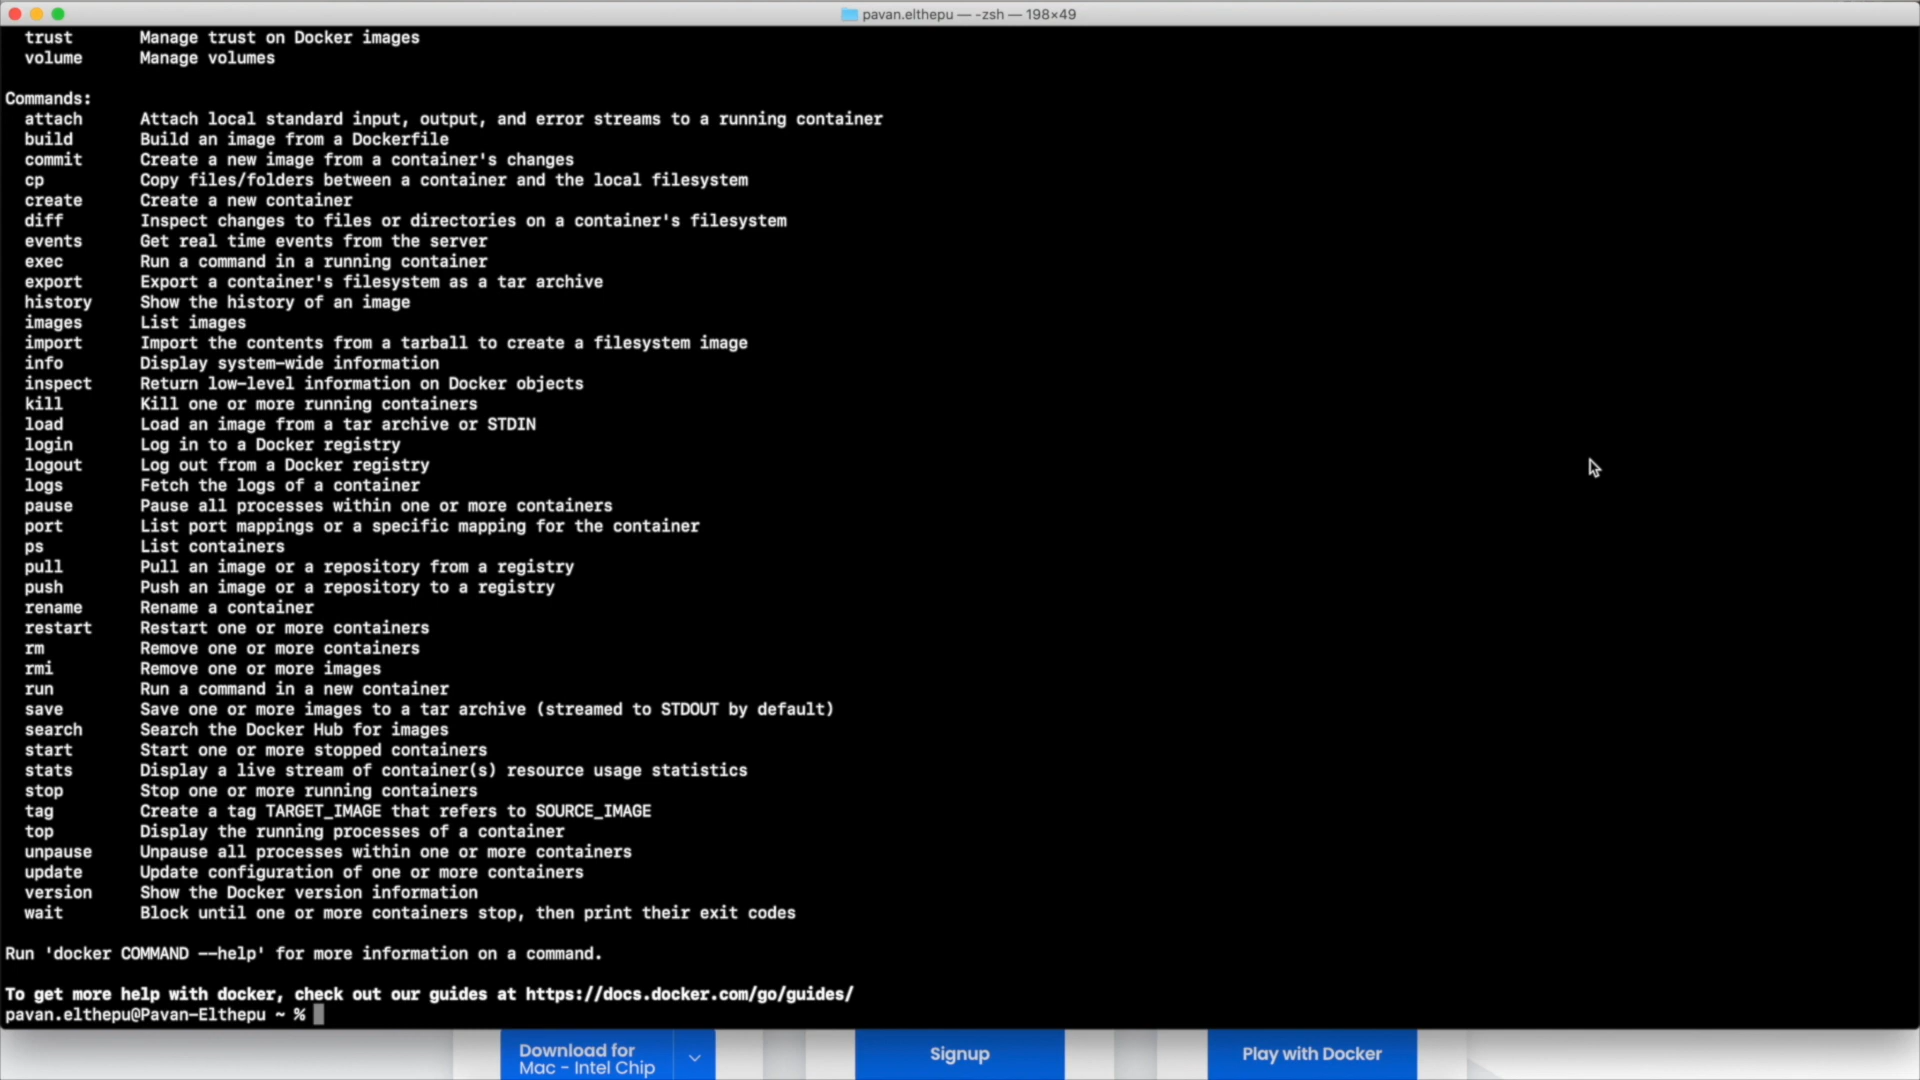 pavan.elthepu — -zsh — 198×49
trust Manage trust on Docker images
volume Manage volumes
Commands:
attach Attach local standard input, output, and error streams to a running container
build Build an image from a Dockerfile
commit Create a new image from a container's changes
cp Copy files/folders between a container and the local filesystem
create Create a new container
diff Inspect changes to files or directories on a container's filesystem
events Get real time events from the server
exec Run a command in a running container
export Export a container's filesystem as a tar archive
history Show the history of an image
images List images
import Import the contents from a tarball to create a filesystem image
info Display system-wide information
inspect Return low-level information on Docker objects
kill Kill one or more running containers
load Load an image from a tar archive or STDIN
login Log in to a Docker registry
logout Log out from a Docker registry
logs Fetch the logs of a container
pause Pause all processes within one or more containers
port List port mappings or a specific mapping for the container
ps List containers
pull Pull an image or a repository from a registry
push Push an image or a repository to a registry
rename Rename a container
restart Restart one or more containers
rm Remove one or more containers
rmi Remove one or more images
run Run a command in a new container
save Save one or more images to a tar archive (streamed to STDOUT by default)
search Search the Docker Hub for images
start Start one or more stopped containers
stats Display a live stream of container(s) resource usage statistics
stop Stop one or more running containers
tag Create a tag TARGET_IMAGE that refers to SOURCE_IMAGE
top Display the running processes of a container
unpause Unpause all processes within one or more containers
update Update configuration of one or more containers
version Show the Docker version information
wait Block until one or more containers stop, then print their exit codes
Run 'docker COMMAND --help' for more information on a command.
To get more help with docker, check out our guides at https://docs.docker.com/go/guides/
pavan.elthepu@Pavan-Elthepu ~ %
Download for
Mac - Intel Chip
Signup
Play with Docker